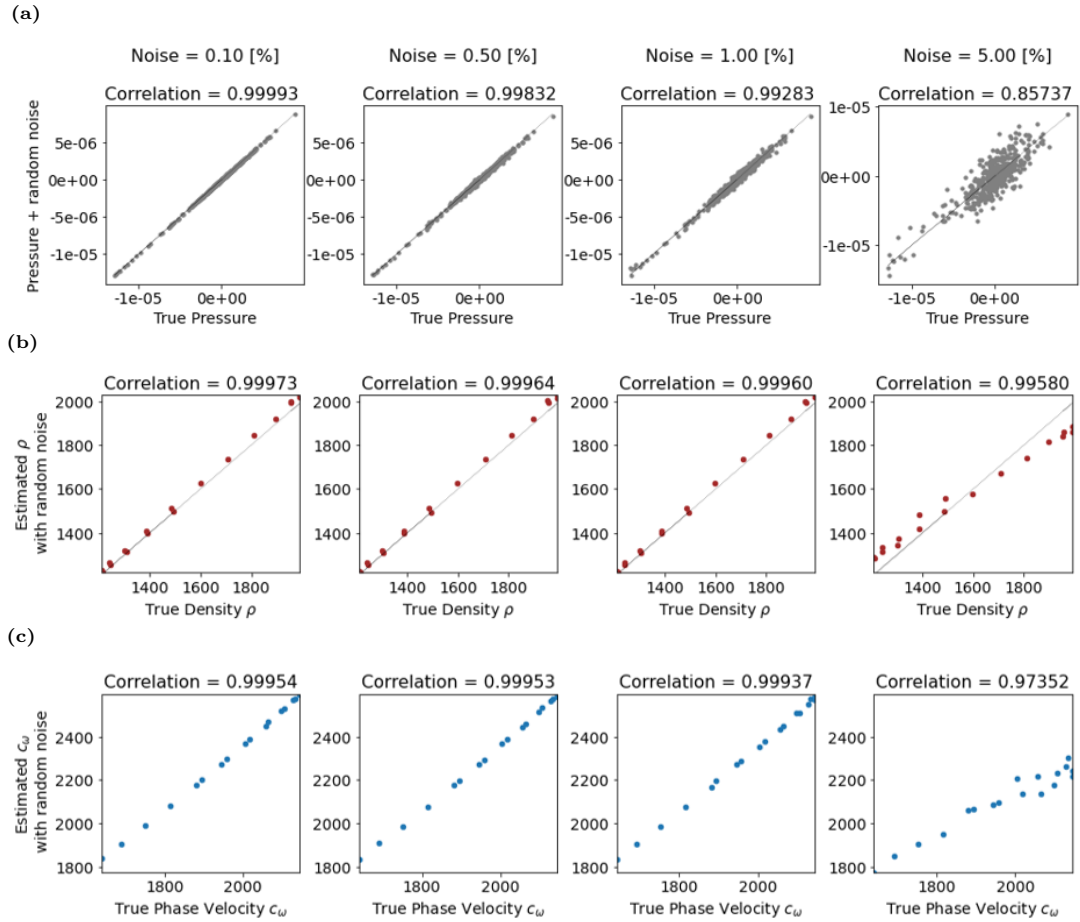 (a)
Noise = 0.10 [%] Noise = 0.50 [%] Noise = 1.00 [%] Noise = 5.00 [%]
Correlation = 0.99993 Correlation = 0.99832 Correlation = 0.99283 Correlation = 0.85737
Pressure + random noise
5e-06 5e-06 5e-06 1e-05
0e+00 0e+00 0e+00 0e+00
-5e-06 -5e-06 -5e-06
-1e-05 -1e-05 -1e-05 -1e-05
-1e-05 0e+00 -1e-05 0e+00 -1e-05 0e+00 -1e-05 0e+00
True Pressure True Pressure True Pressure True Pressure
(b)
Correlation = 0.99973 Correlation = 0.99964 Correlation = 0.99960 Correlation = 0.99580
Estimated ρ
with random noise
2000 2000 2000 2000
1800 1800 1800 1800
1600 1600 1600 1600
1400 1400 1400 1400
1400 1600 1800 1400 1600 1800 1400 1600 1800 1400 1600 1800
True Density ρ True Density ρ True Density ρ True Density ρ
(c)
Correlation = 0.99954 Correlation = 0.99953 Correlation = 0.99937 Correlation = 0.97352
Estimated cω
with random noise
2400 2400 2400 2400
2200 2200 2200 2200
2000 2000 2000 2000
1800 1800 1800 1800
1800 2000 1800 2000 1800 2000 1800 2000
True Phase Velocity cω True Phase Velocity cω True Phase Velocity cω True Phase Velocity cω